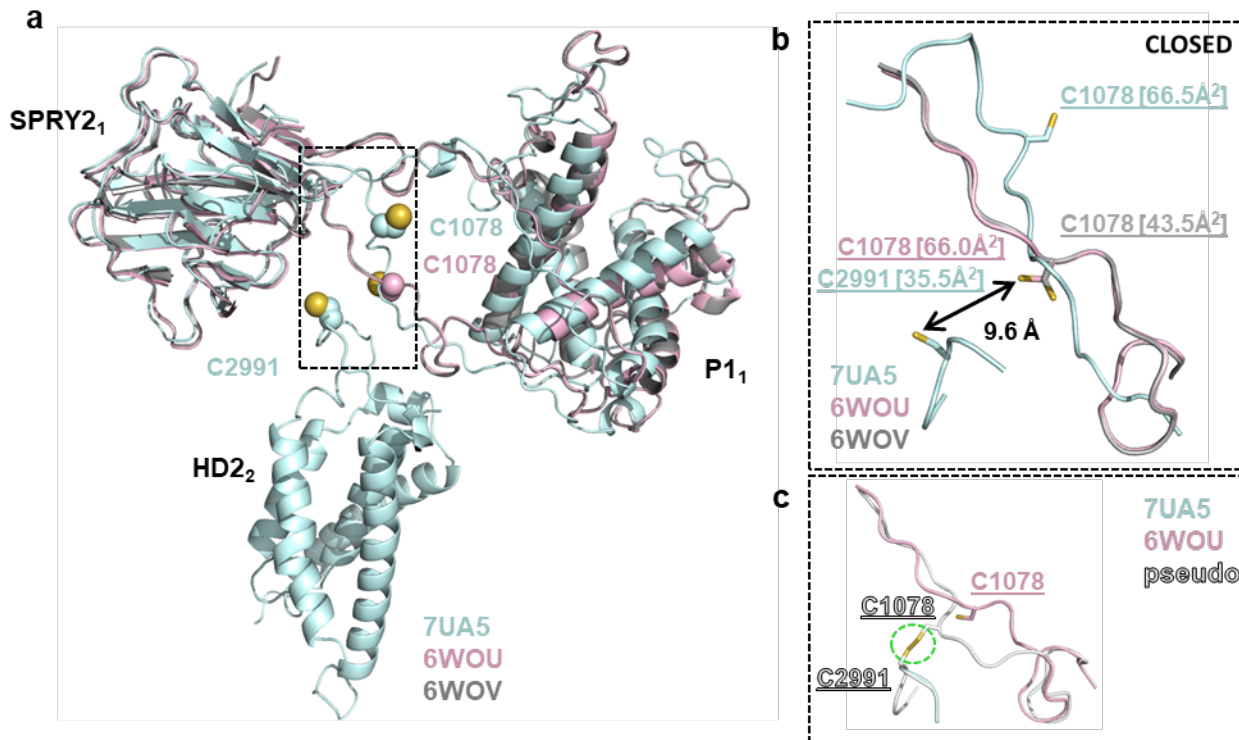 a
SPRY2₁
C1078
C1078
C2991
P1₁
HD2₂
7UA5
6WOU
6WOV
b
CLOSED
C1078 [66.5Å²]
C1078 [43.5Å²]
C1078 [66.0Å²]
C2991 [35.5Å²]
9.6 Å
7UA5
6WOU
6WOV
c
7UA5
6WOU
pseudo
C1078
C1078
C2991